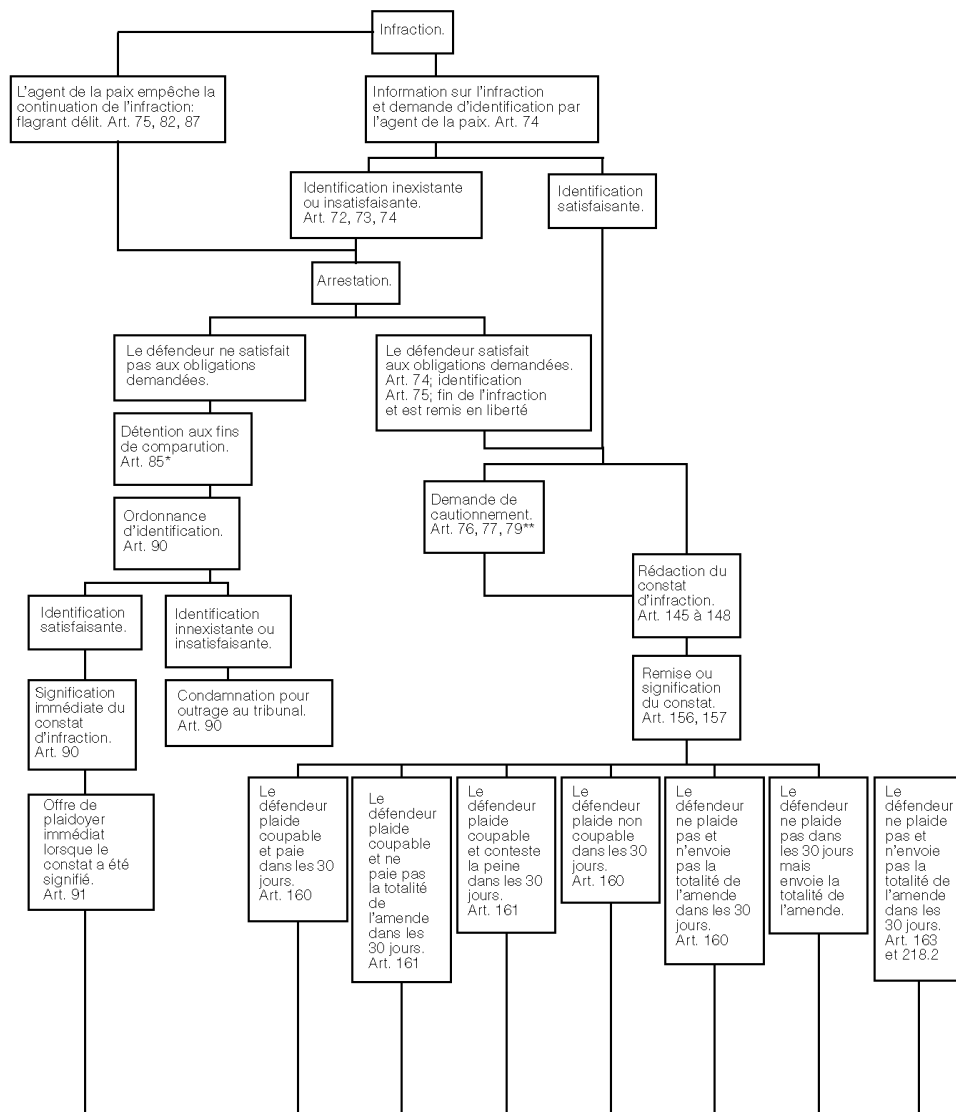 Infraction.
L'agent de la paix empêche la
continuation de l'infraction:
flagrant délit. Art. 75, 82, 87
Information sur l'infraction
et demande d'identification par
l'agent de la paix. Art. 74
Identification inexistante
ou insatisfaisante.
Art. 72, 73, 74
Identification
satisfaisante.
Arrestation.
Le défendeur ne satisfait
pas aux obligations
demandées.
Le défendeur satisfait
aux obligations demandées.
Art. 74; identification
Art. 75; fin de l'infraction
et est remis en liberté
Détention aux fins
de comparution.
Art. 85*
Demande de
cautionnement.
Art. 76, 77, 79**
Ordonnance
d'identification.
Art. 90
Rédaction du
constat
d'infraction.
Art. 145 à 148
Identification
satisfaisante.
Identification
innexistante ou
insatisfaisante.
Remise ou
signification
du constat.
Art. 156, 157
Signification
immédiate du
constat
d'infraction.
Art. 90
Condamnation pour
outrage au tribunal.
Art. 90
Offre de
plaidoyer
immédiat
lorsque le
constat a été
signifié.
Art. 91
Le
défendeur
plaide
coupable
et paie
dans les 30
jours.
Art. 160
Le
défendeur
plaide
coupable
et ne
paie pas
la totalité
de
l'amende
dans les
30 jours.
Art. 161
Le
défendeur
plaide
coupable
et conteste
la peine
dans les 30
jours.
Art. 161
Le
défendeur
plaide non
coupable
dans les 30
jours.
Art. 160
Le
défendeur
ne plaide
pas et
n'envoie
pas la
totalité de
l'amende
dans les 30
jours.
Art. 160
Le
défendeur
ne plaide
pas dans
les 30 jours
mais
envoie la
totalité de
l'amende.
Le
défendeur
ne plaide
pas et
n'envoie
pas la
totalité de
l'amende
dans les
30 jours.
Art. 163
et 218.2